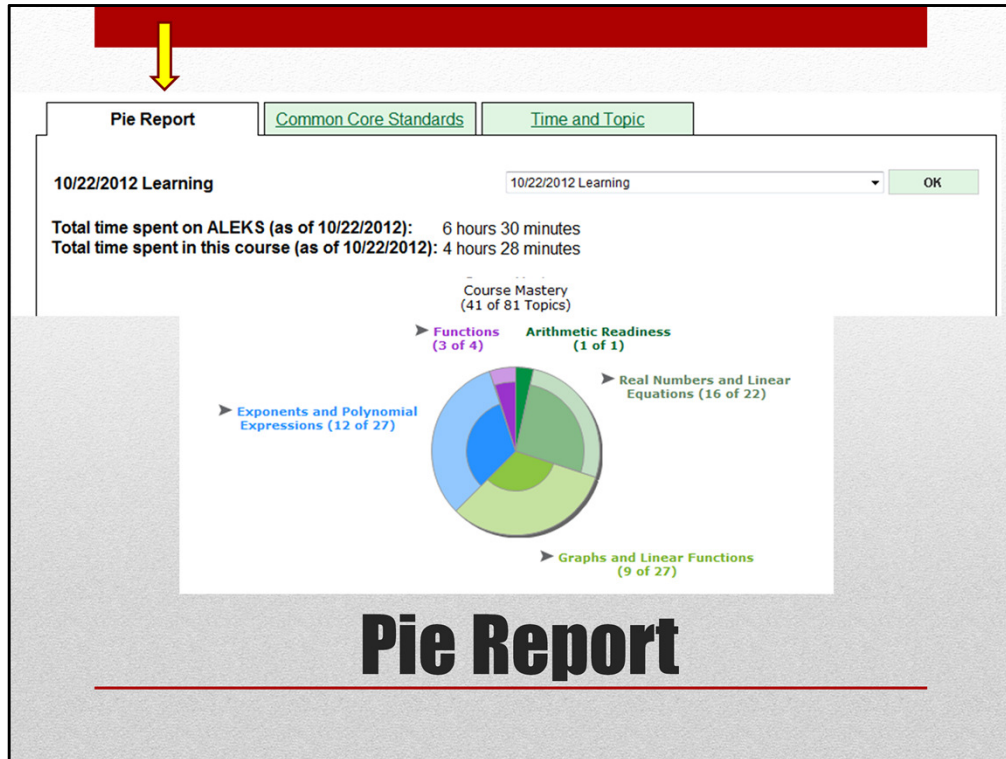 Pie Report
Common Core Standards
Time and Topic
10/22/2012 Learning
10/22/2012 Learning
OK
Total time spent on ALEKS (as of 10/22/2012): 6 hours 30 minutes
Total time spent in this course (as of 10/22/2012): 4 hours 28 minutes
Course Mastery
(41 of 81 Topics)
Functions
(3 of 4)
Arithmetic Readiness
(1 of 1)
Real Numbers and Linear
Equations (16 of 22)
Exponents and Polynomial
Expressions (12 of 27)
Graphs and Linear Functions
(9 of 27)
Pie Report